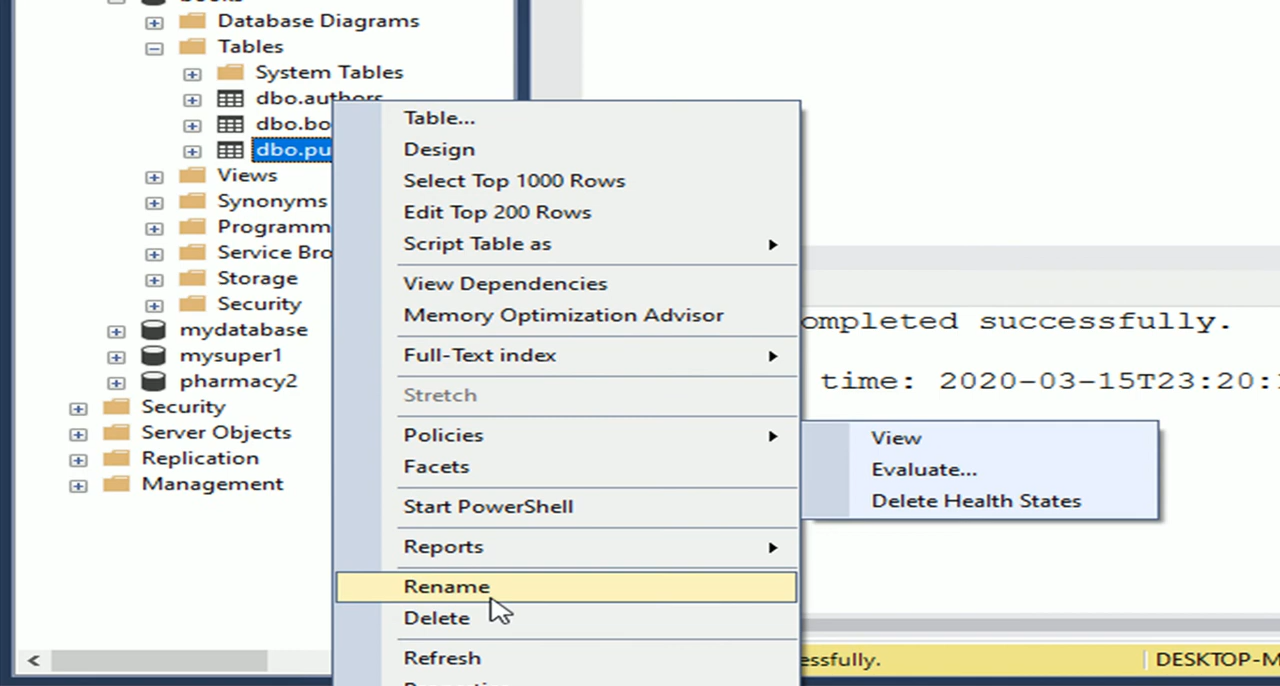 Database Diagrams
Tables
System Tables
dbo.authors
dbo.bo
dbo.pu
Views
Synonyms
Programm
Service Bro
Storage
Security
mydatabase
mysuper1
pharmacy2
Security
Server Objects
Replication
Management
Table...
Design
Select Top 1000 Rows
Edit Top 200 Rows
Script Table as
View Dependencies
Memory Optimization Advisor
Full-Text index
Stretch
Policies
Facets
Start PowerShell
Reports
Rename
Delete
Refresh
View
Evaluate...
Delete Health States
ompleted successfully.
time: 2020-03-15T23:20:
essfully.
DESKTOP-M